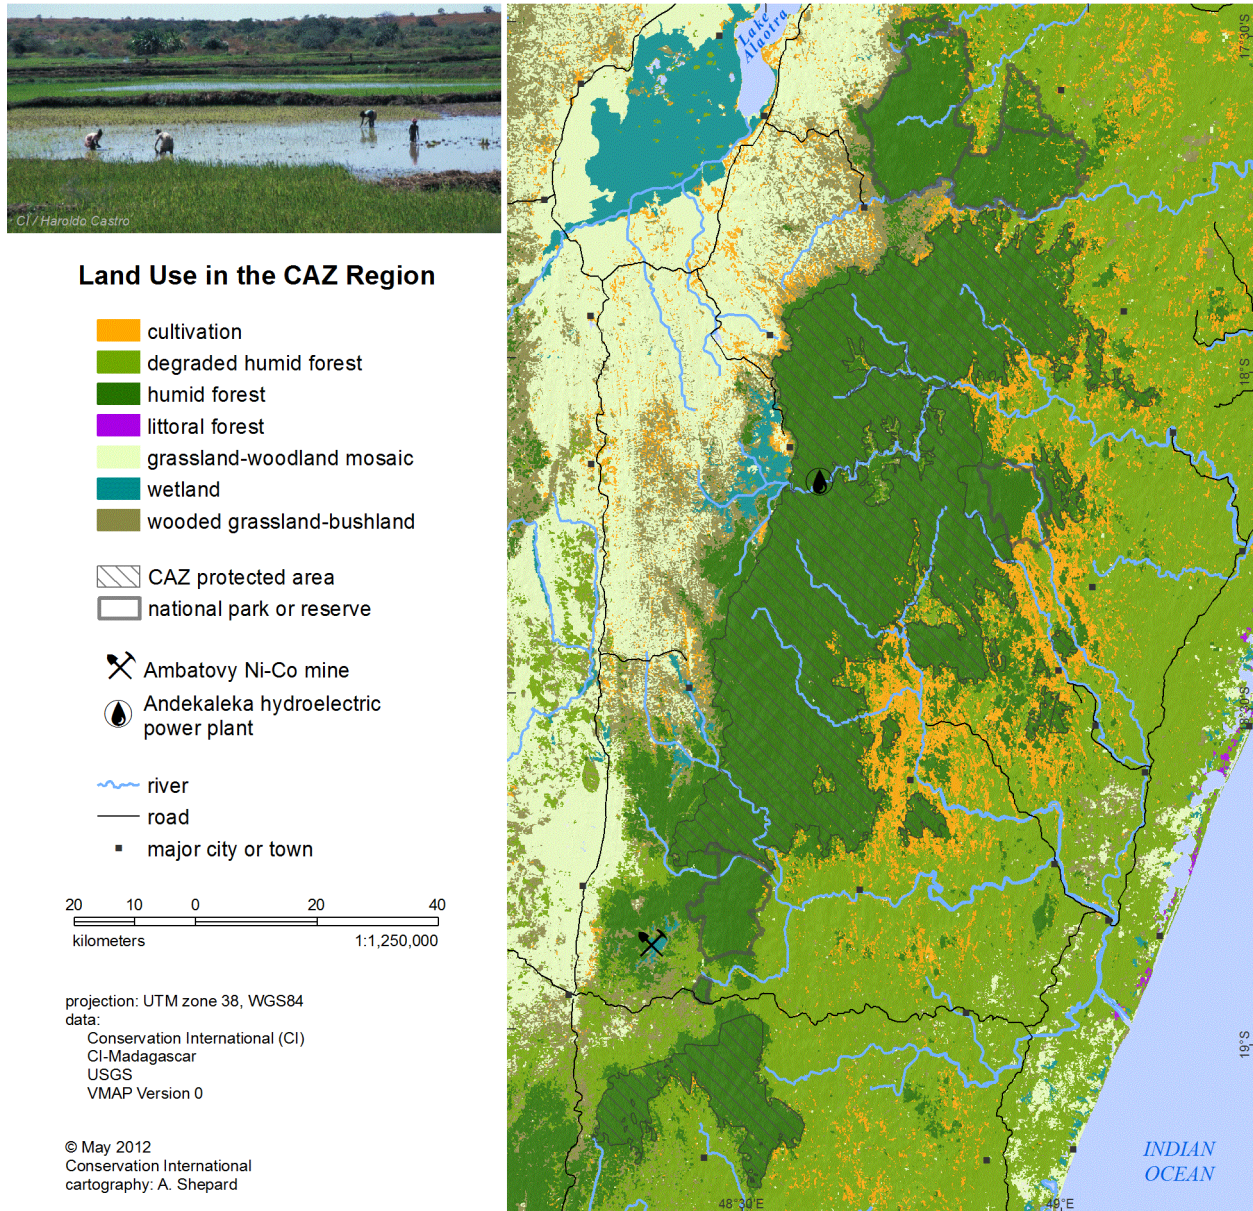 CI / Haroldo Castro
Land Use in the CAZ Region
cultivation
degraded humid forest
humid forest
littoral forest
grassland-woodland mosaic
wetland
wooded grassland-bushland
CAZ protected area
national park or reserve
Ambatovy Ni-Co mine
Andekaleka hydroelectric
power plant
river
road
major city or town
20 10 0 20 40
kilometers 1:1,250,000
projection: UTM zone 38, WGS84
data:
Conservation International (CI)
CI-Madagascar
USGS
VMAP Version 0
© May 2012
Conservation International
cartography: A. Shepard
Lake
Alaotra
17°30'S
18°S
18°30'S
19°S
INDIAN
OCEAN
48°30'E
49°E